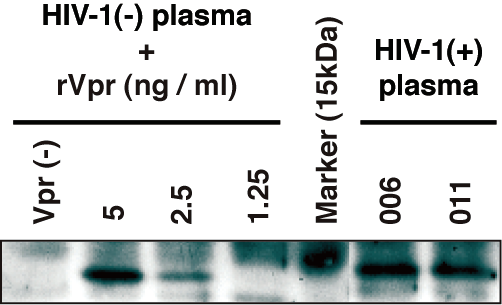 HIV-1(-) plasma
+
rVpr (ng / ml)
Vpr (-)
5
2.5
1.25
Marker (15kDa)
HIV-1(+)
plasma
006
011